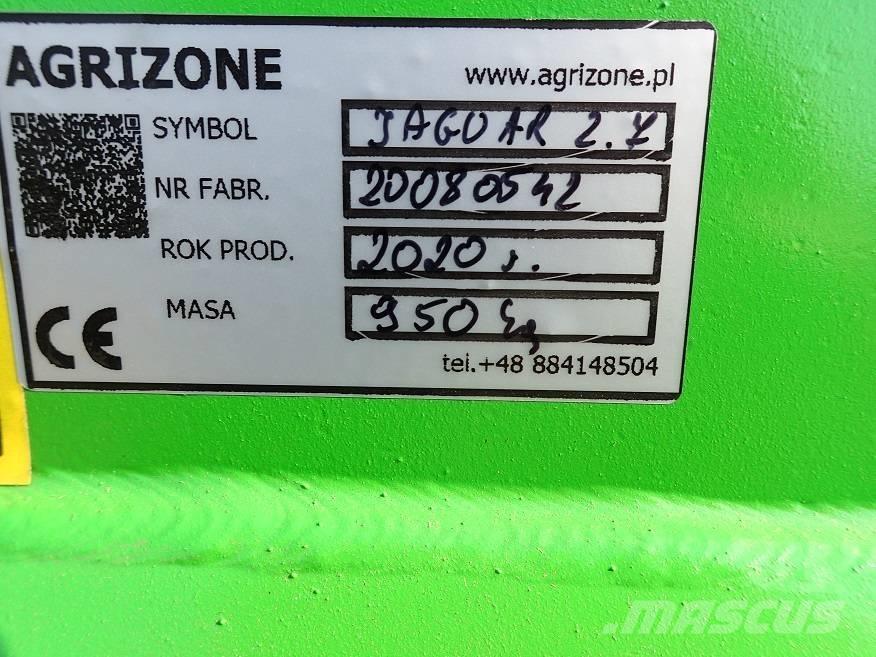 AGRIZONE www.agrizone.pl
SYMBOL JAGUAR 2.7
NR FABR. 20080542
ROK PROD. 2020 r.
MASA 950 kg
CE
tel.+48 884148504
MASCUS